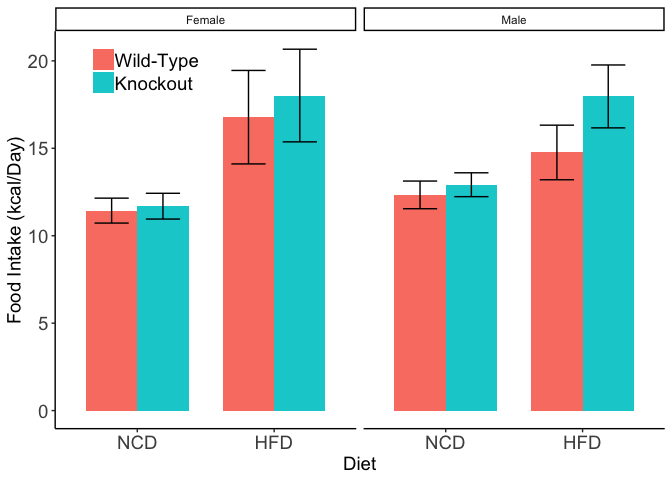 Female
Male
Wild-Type
Knockout
Food Intake (kcal/Day)
20
15
10
5
0
NCD
HFD
NCD
HFD
Diet